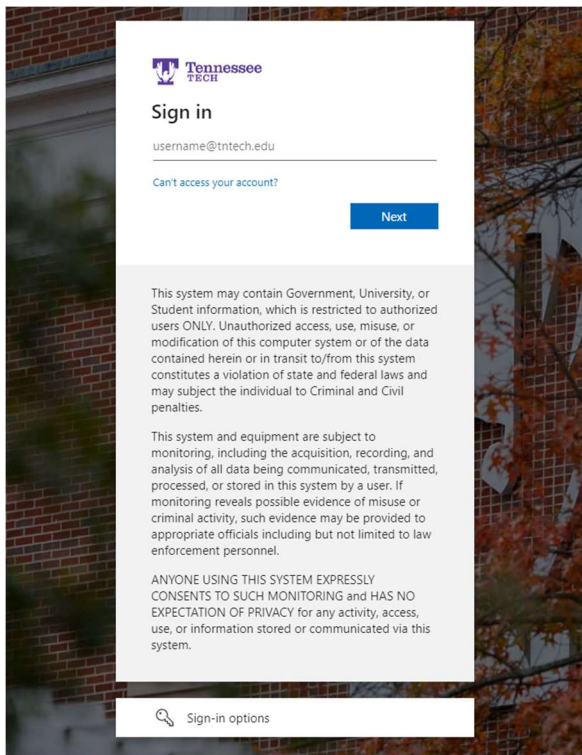 Tennessee
TECH
Sign in
username@tntech.edu
Can't access your account?
Next
This system may contain Government, University, or
Student information, which is restricted to authorized
users ONLY. Unauthorized access, use, misuse, or
modification of this computer system or of the data
contained herein or in transit to/from this system
constitutes a violation of state and federal laws and
may subject the individual to Criminal and Civil
penalties.
This system and equipment are subject to
monitoring, including the acquisition, recording, and
analysis of all data being communicated, transmitted,
processed, or stored in this system by a user. If
monitoring reveals possible evidence of misuse or
criminal activity, such evidence may be provided to
appropriate officials including but not limited to law
enforcement personnel.
ANYONE USING THIS SYSTEM EXPRESSLY
CONSENTS TO SUCH MONITORING and HAS NO
EXPECTATION OF PRIVACY for any activity, access,
use, or information stored or communicated via this
system.
Sign-in options